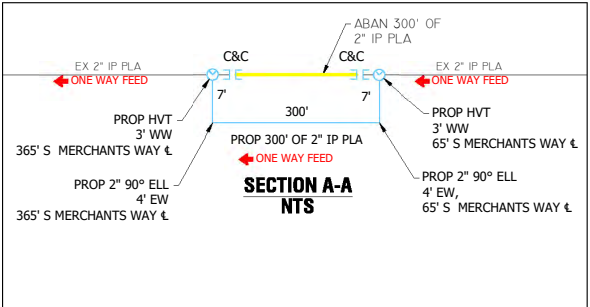 ABAN 300' OF
2" IP PLA
EX 2" IP PLA
ONE WAY FEED
C&C
C&C
EX 2" IP PLA
ONE WAY FEED
7'
7'
300'
PROP HVT
3' WW
365' S MERCHANTS WAY ℄
PROP HVT
3' WW
65' S MERCHANTS WAY ℄
PROP 300' OF 2" IP PLA
ONE WAY FEED
PROP 2" 90° ELL
4' EW
365' S MERCHANTS WAY ℄
PROP 2" 90° ELL
4' EW,
65' S MERCHANTS WAY ℄
SECTION A-A
NTS